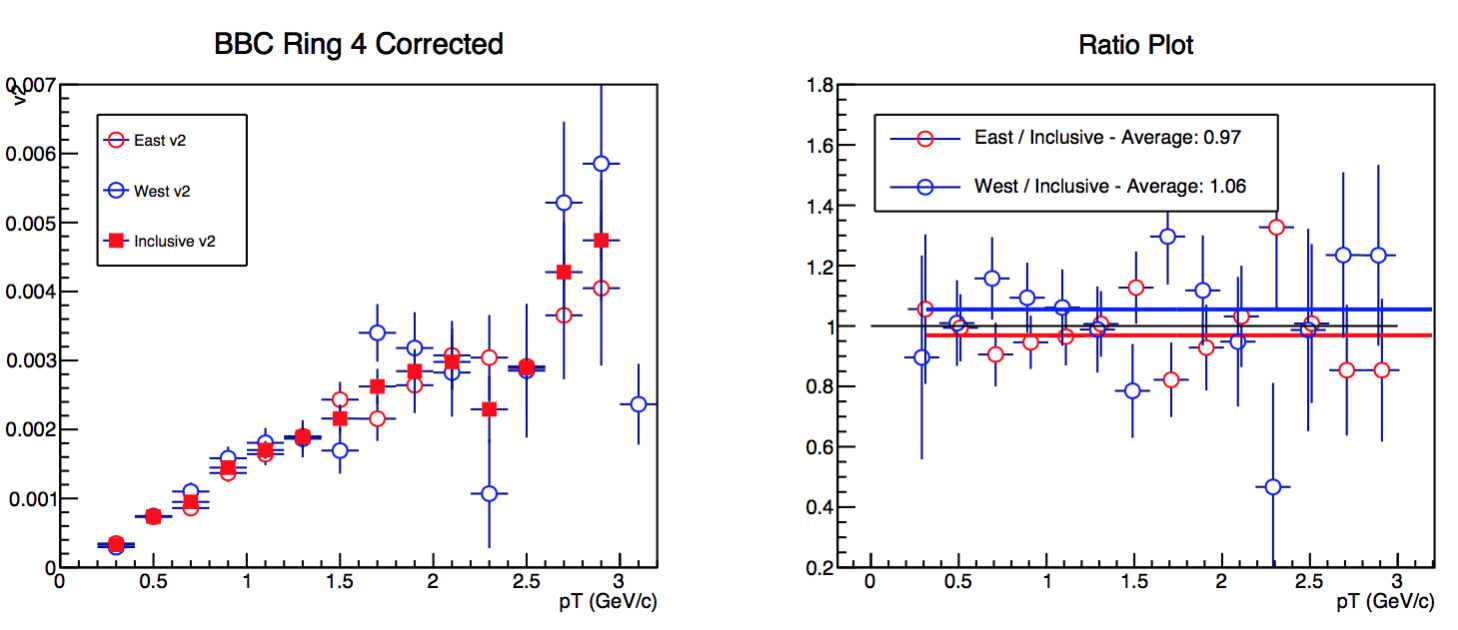 BBC Ring 4 Corrected
v2
0.007
0.006
0.005
0.004
0.003
0.002
0.001
0
East v2
West v2
Inclusive v2
0 0.5 1 1.5 2 2.5 3
pT (GeV/c)
Ratio Plot
1.8
1.6
1.4
1.2
1
0.8
0.6
0.4
0.2
East / Inclusive - Average: 0.97
West / Inclusive - Average: 1.06
0 0.5 1 1.5 2 2.5 3
pT (GeV/c)